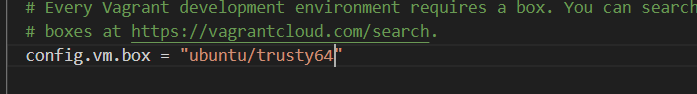 # Every Vagrant development environment requires a box. You can search
# boxes at https://vagrantcloud.com/search.
config.vm.box = "ubuntu/trusty64"